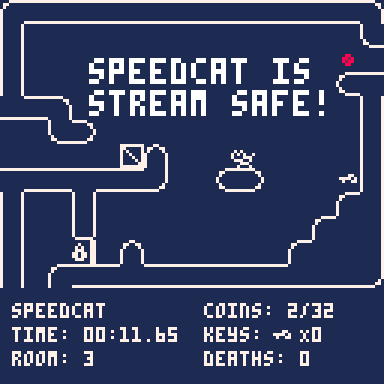 SPEEDCAT IS
STREAM SAFE!
SPEEDCAT
COINS: 2/32
TIME: 00:11.65
KEYS: x0
ROOM: 3
DEATHS: 0